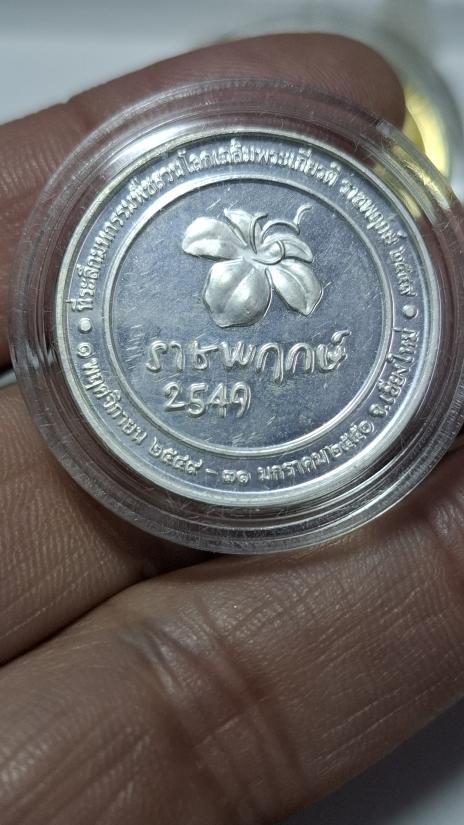 ที่ระลึกมหกรรมพืชสวนโลกเฉลิมพระเกียรติ ราชพฤกษ์ ๒๕๔๙
ราชพฤกษ์
2549
๑ พฤศจิกายน ๒๕๔๙ - ๓๑ มกราคม ๒๕๕๐ จ.เชียงใหม่